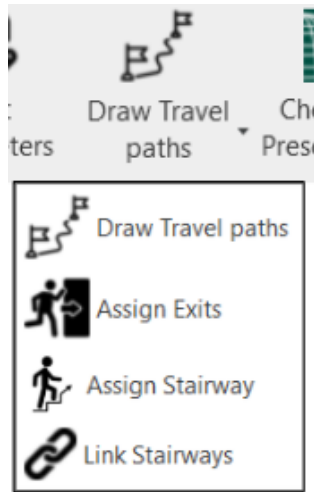 Draw Travel
paths
Draw Travel paths
Assign Exits
Assign Stairway
Link Stairways